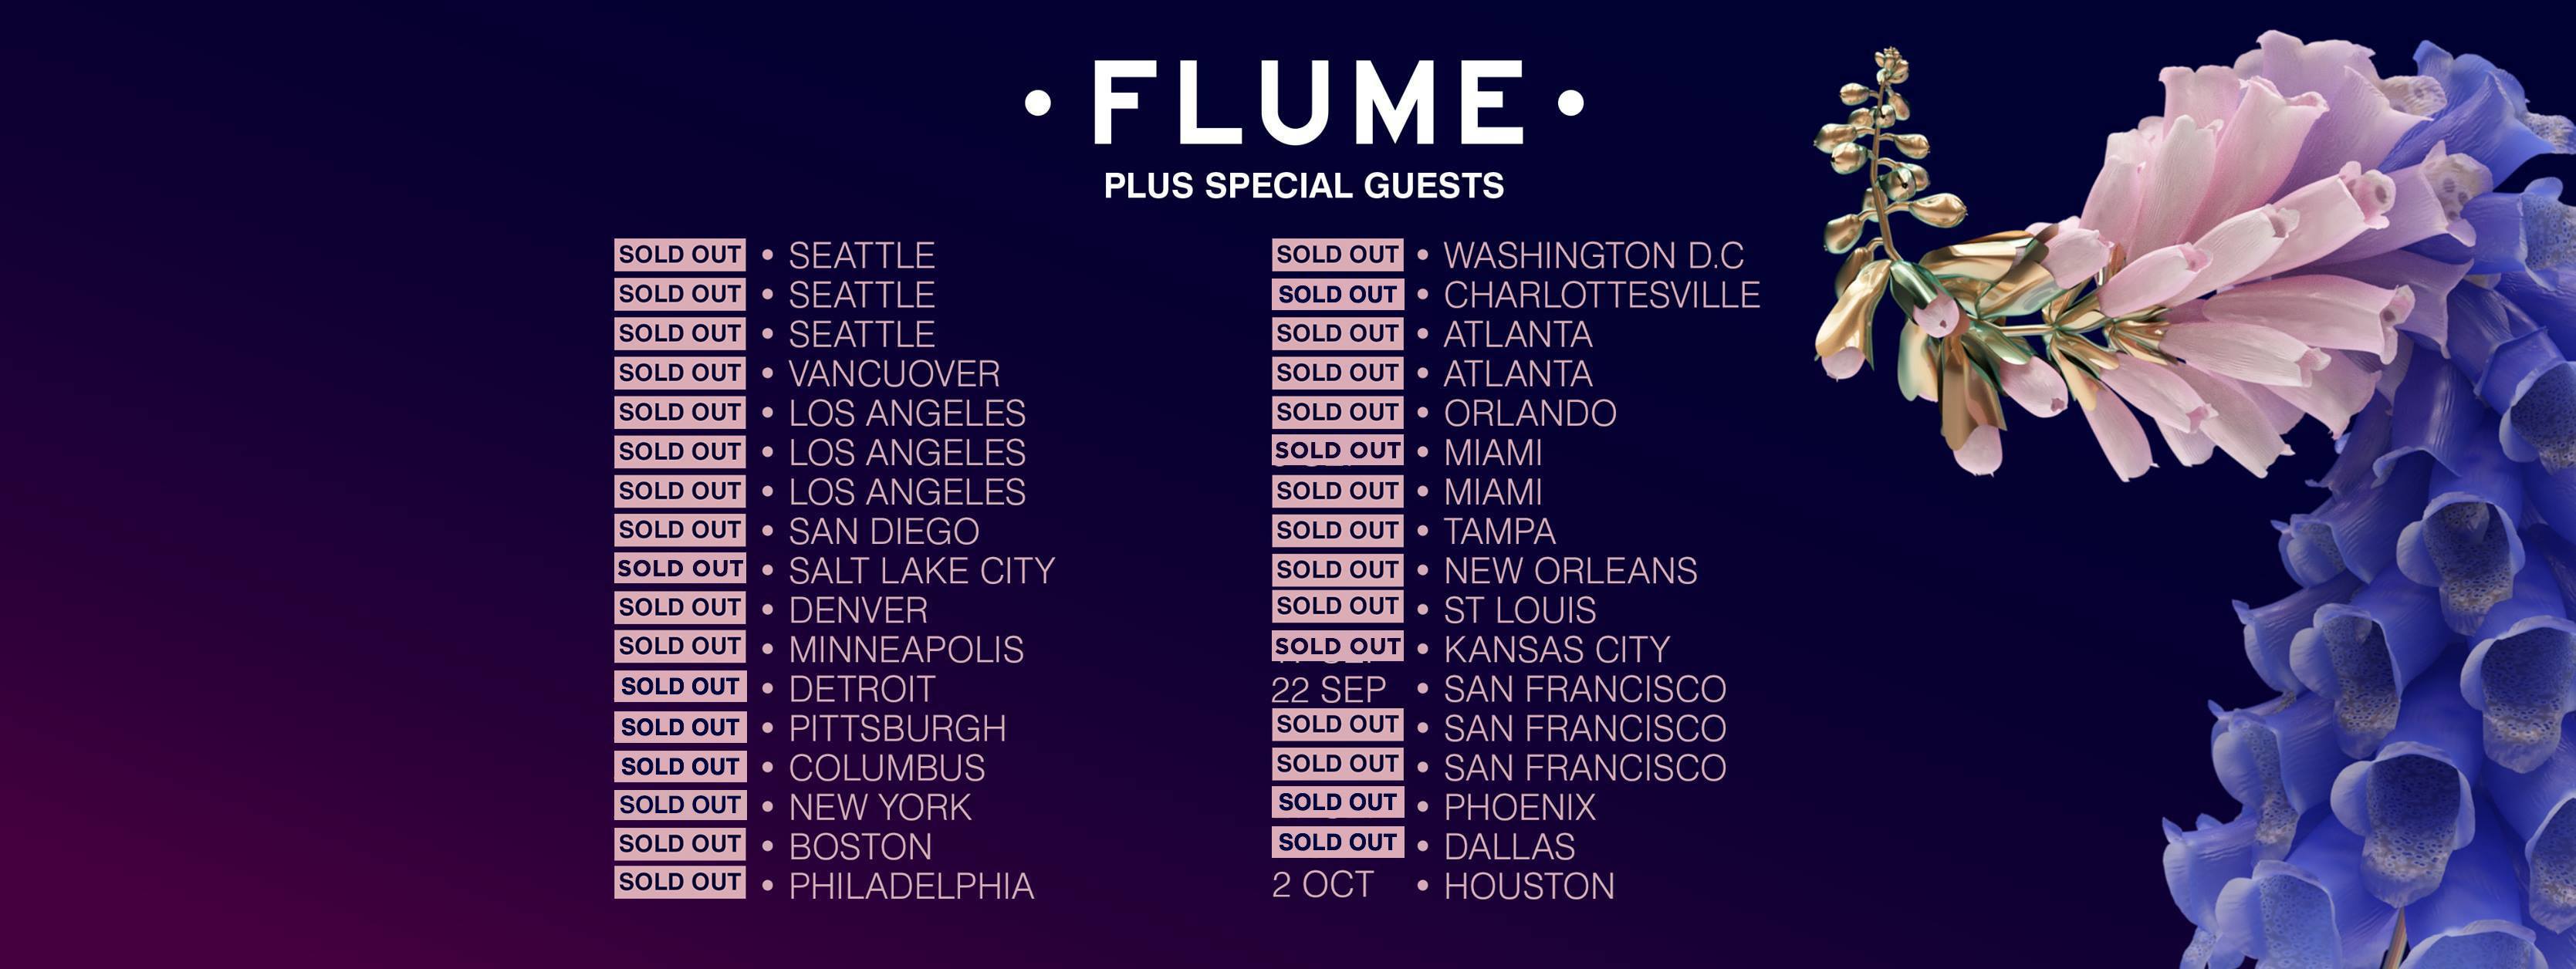 • FLUME •
PLUS SPECIAL GUESTS
SOLD OUT • SEATTLE
SOLD OUT • SEATTLE
SOLD OUT • SEATTLE
SOLD OUT • VANCUOVER
SOLD OUT • LOS ANGELES
SOLD OUT • LOS ANGELES
SOLD OUT • LOS ANGELES
SOLD OUT • SAN DIEGO
SOLD OUT • SALT LAKE CITY
SOLD OUT • DENVER
SOLD OUT • MINNEAPOLIS
SOLD OUT • DETROIT
SOLD OUT • PITTSBURGH
SOLD OUT • COLUMBUS
SOLD OUT • NEW YORK
SOLD OUT • BOSTON
SOLD OUT • PHILADELPHIA
SOLD OUT • WASHINGTON D.C
SOLD OUT • CHARLOTTESVILLE
SOLD OUT • ATLANTA
SOLD OUT • ATLANTA
SOLD OUT • ORLANDO
SOLD OUT • MIAMI
SOLD OUT • MIAMI
SOLD OUT • TAMPA
SOLD OUT • NEW ORLEANS
SOLD OUT • ST LOUIS
SOLD OUT • KANSAS CITY
22 SEP • SAN FRANCISCO
SOLD OUT • SAN FRANCISCO
SOLD OUT • SAN FRANCISCO
SOLD OUT • PHOENIX
SOLD OUT • DALLAS
2 OCT • HOUSTON